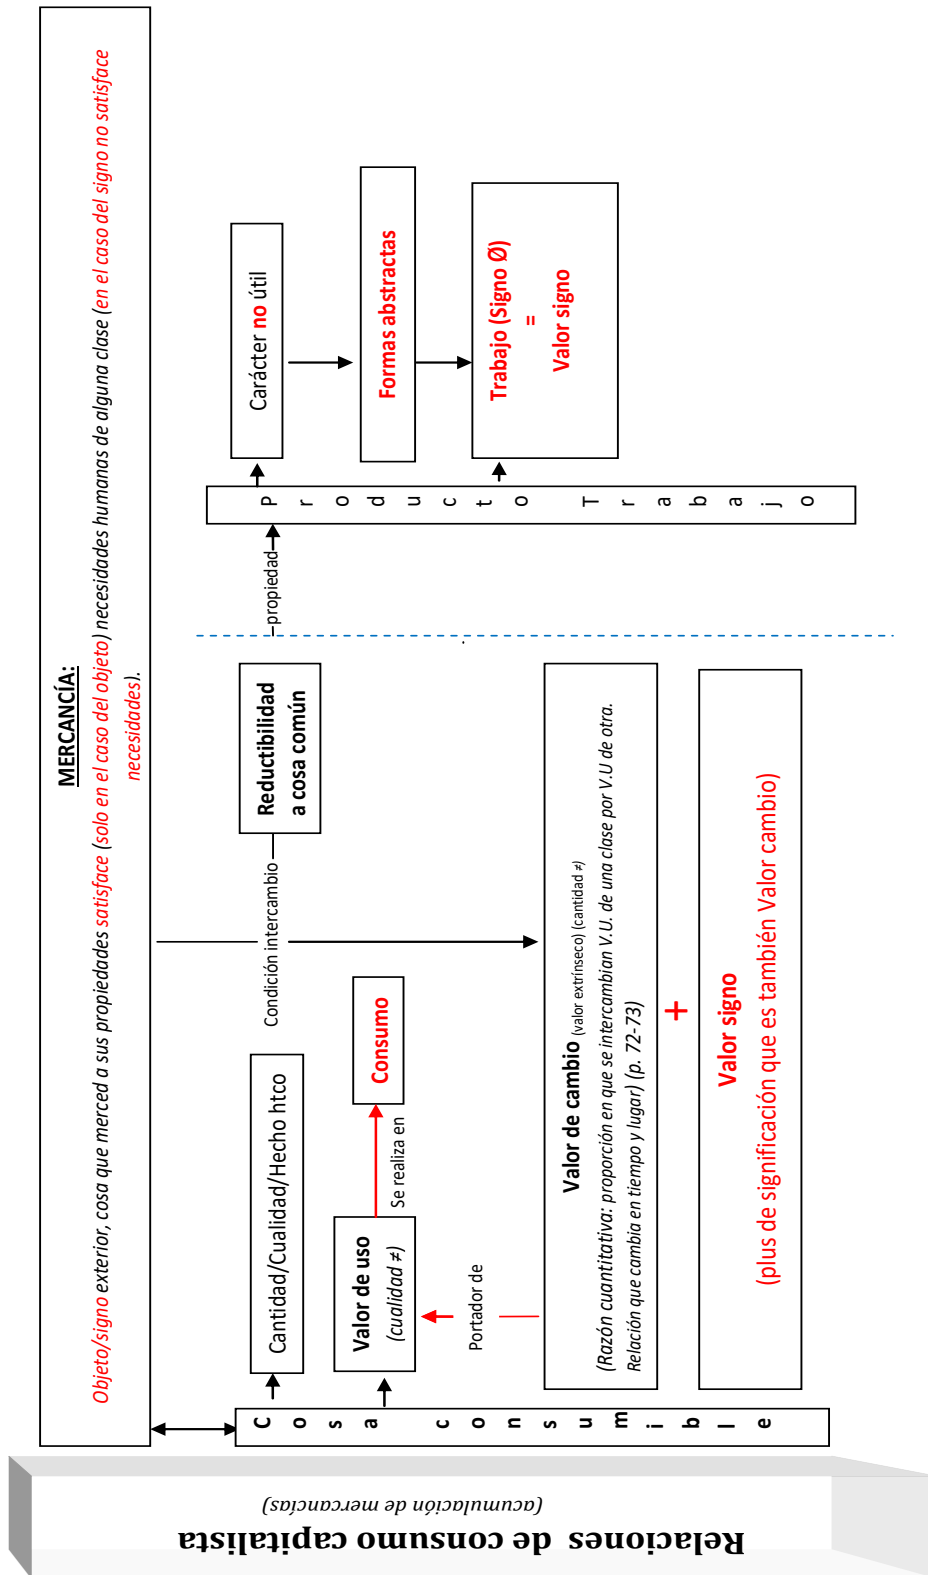 Relaciones de consumo capitalista
(acumulación de mercancías)
MERCANCÍA:
Objeto/signo exterior, cosa que merced a sus propiedades satisface (solo en el caso del objeto) necesidades humanas de alguna clase (en el caso del signo no satisface
necesidades).
Cosa consumible
Cantidad/Cualidad/Hecho htco
Valor de uso
(cualidad ≠)
Se realiza en
Consumo
Portador de
Condición intercambio
Reductibilidad
a cosa común
Valor de cambio (valor extrínseco) (cantidad ≠)
(Razón cuantitativa: proporción en que se intercambian V.U. de una clase por V.U de otra.
Relación que cambia en tiempo y lugar) (p. 72-73)
+
Valor signo
(plus de significación que es también Valor cambio)
propiedad
Producto Trabajo
Carácter no útil
Formas abstractas
Trabajo (Signo Ø)
=
Valor signo